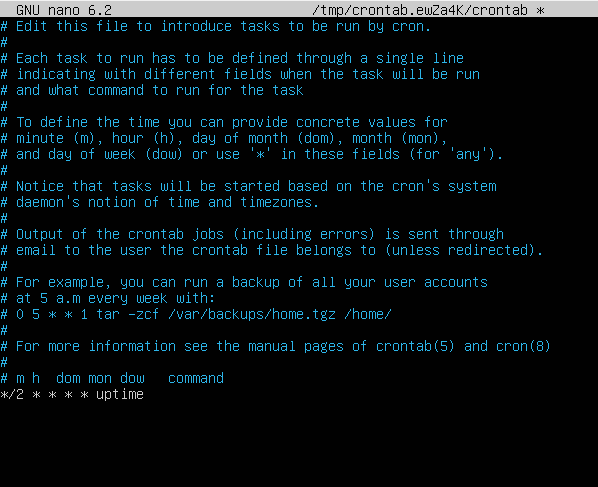 GNU nano 6.2 /tmp/crontab.ewZa4K/crontab *
# Edit this file to introduce tasks to be run by cron.
#
# Each task to run has to be defined through a single line
# indicating with different fields when the task will be run
# and what command to run for the task
#
# To define the time you can provide concrete values for
# minute (m), hour (h), day of month (dom), month (mon),
# and day of week (dow) or use '*' in these fields (for 'any').
#
# Notice that tasks will be started based on the cron's system
# daemon's notion of time and timezones.
#
# Output of the crontab jobs (including errors) is sent through
# email to the user the crontab file belongs to (unless redirected).
#
# For example, you can run a backup of all your user accounts
# at 5 a.m every week with:
# 0 5 * * 1 tar -zcf /var/backups/home.tgz /home/
#
# For more information see the manual pages of crontab(5) and cron(8)
#
# m h  dom mon dow   command
*/2 * * * * uptime